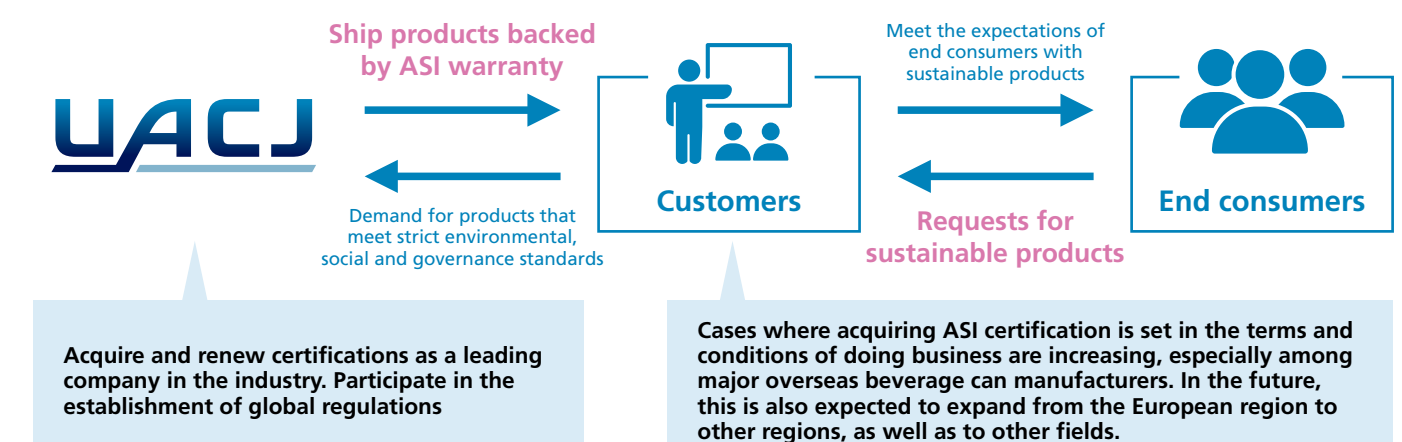 Ship products backed
by ASI warranty
Meet the expectations of
end consumers with
sustainable products
UACJ
Customers
End consumers
Demand for products that
meet strict environmental,
social and governance standards
Requests for
sustainable products
Acquire and renew certifications as a leading
company in the industry. Participate in the
establishment of global regulations
Cases where acquiring ASI certification is set in the terms and
conditions of doing business are increasing, especially among
major overseas beverage can manufacturers. In the future,
this is also expected to expand from the European region to
other regions, as well as to other fields.